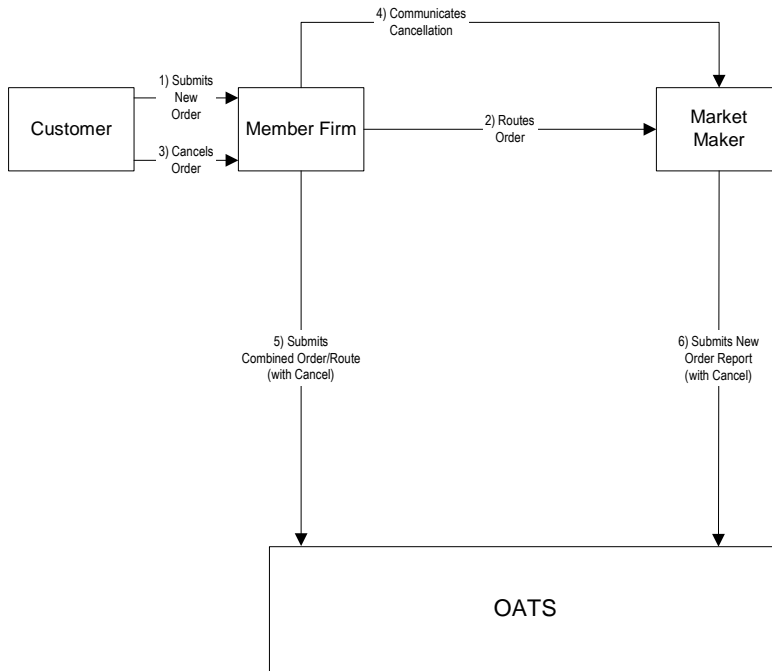 4) Communicates
Cancellation
1) Submits
New
Order
Customer
Member Firm
2) Routes
Order
Market
Maker
3) Cancels
Order
5) Submits
Combined Order/Route
(with Cancel)
6) Submits New
Order Report
(with Cancel)
OATS